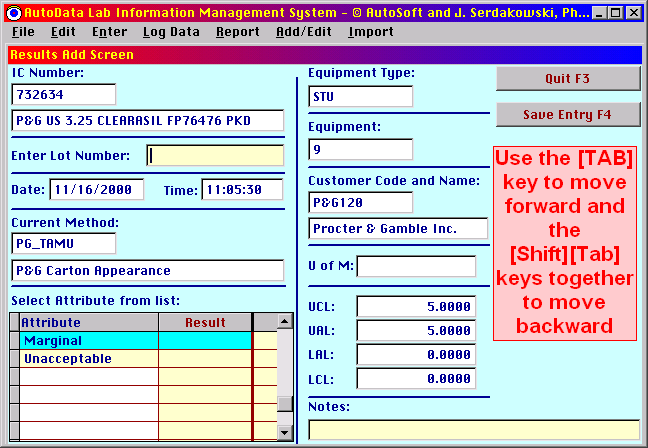 AutoData Lab Information Management System - © AutoSoft and J. Serdakowski, Ph...
File Edit Enter Log Data Report Add/Edit Import
Results Add Screen
IC Number:
732634
P&G US 3.25 CLEARASIL FP76476 PKD
Enter Lot Number:
Date: 11/16/2000 Time: 11:05:30
Current Method:
PG_TAMU
P&G Carton Appearance
Select Attribute from list:
Attribute Result
Marginal
Unacceptable
Equipment Type:
STU
Equipment:
9
Customer Code and Name:
P&G120
Procter & Gamble Inc.
U of M:
UCL: 5.0000
UAL: 5.0000
LAL: 0.0000
LCL: 0.0000
Notes:
Quit F3
Save Entry F4
Use the [TAB]
key to move
forward and
the
[Shift][Tab]
keys together
to move
backward